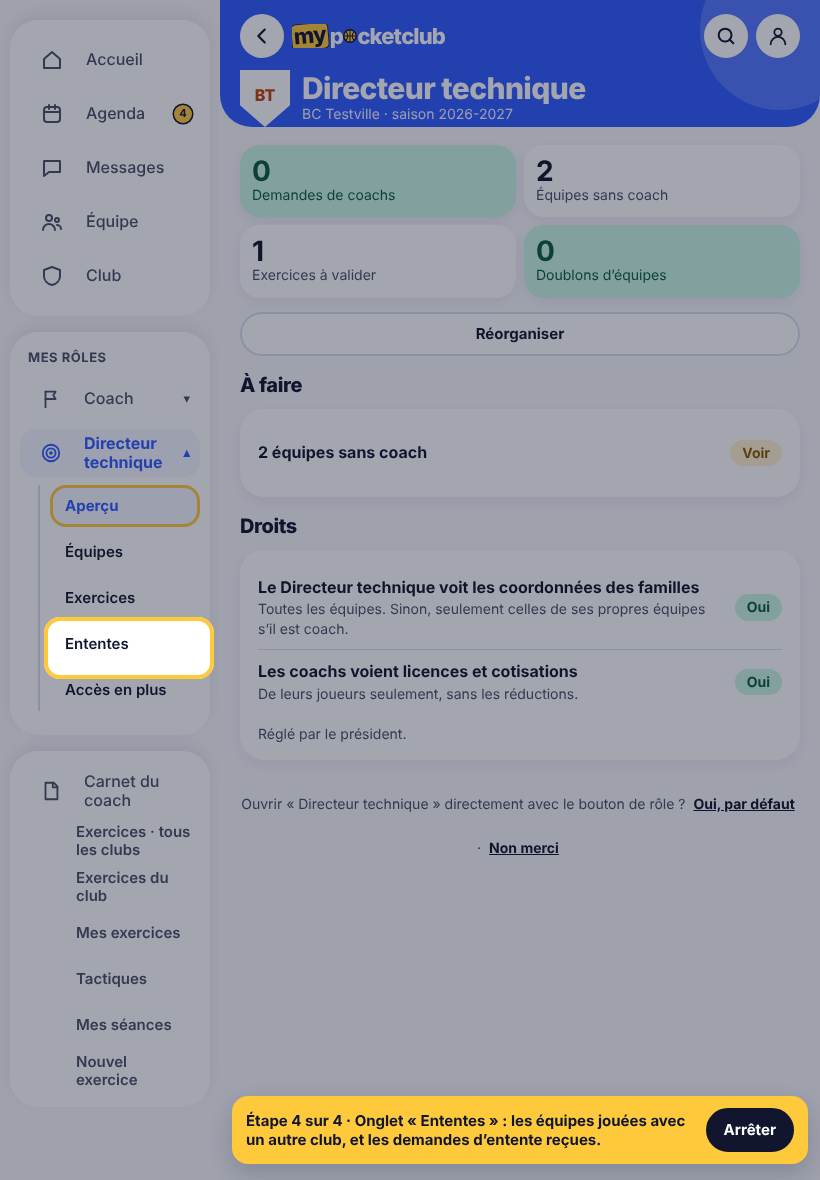 Accueil
Agenda
4
Messages
Équipe
Club
MES RÔLES
Coach
Directeur
technique
Aperçu
Équipes
Exercices
Ententes
Accès en plus
Carnet du
coach
Exercices · tous
les clubs
Exercices du
club
Mes exercices
Tactiques
Mes séances
Nouvel
exercice
my pocketclub
BT
Directeur technique
BC Testville · saison 2026-2027
0
Demandes de coachs
2
Équipes sans coach
1
Exercices à valider
0
Doublons d’équipes
Réorganiser
À faire
2 équipes sans coach
Voir
Droits
Le Directeur technique voit les coordonnées des familles
Toutes les équipes. Sinon, seulement celles de ses propres équipes
s’il est coach.
Oui
Les coachs voient licences et cotisations
De leurs joueurs seulement, sans les réductions.
Oui
Réglé par le président.
Ouvrir « Directeur technique » directement avec le bouton de rôle ? Oui, par défaut
· Non merci
Étape 4 sur 4 · Onglet « Ententes » : les équipes jouées avec
un autre club, et les demandes d’entente reçues.
Arrêter